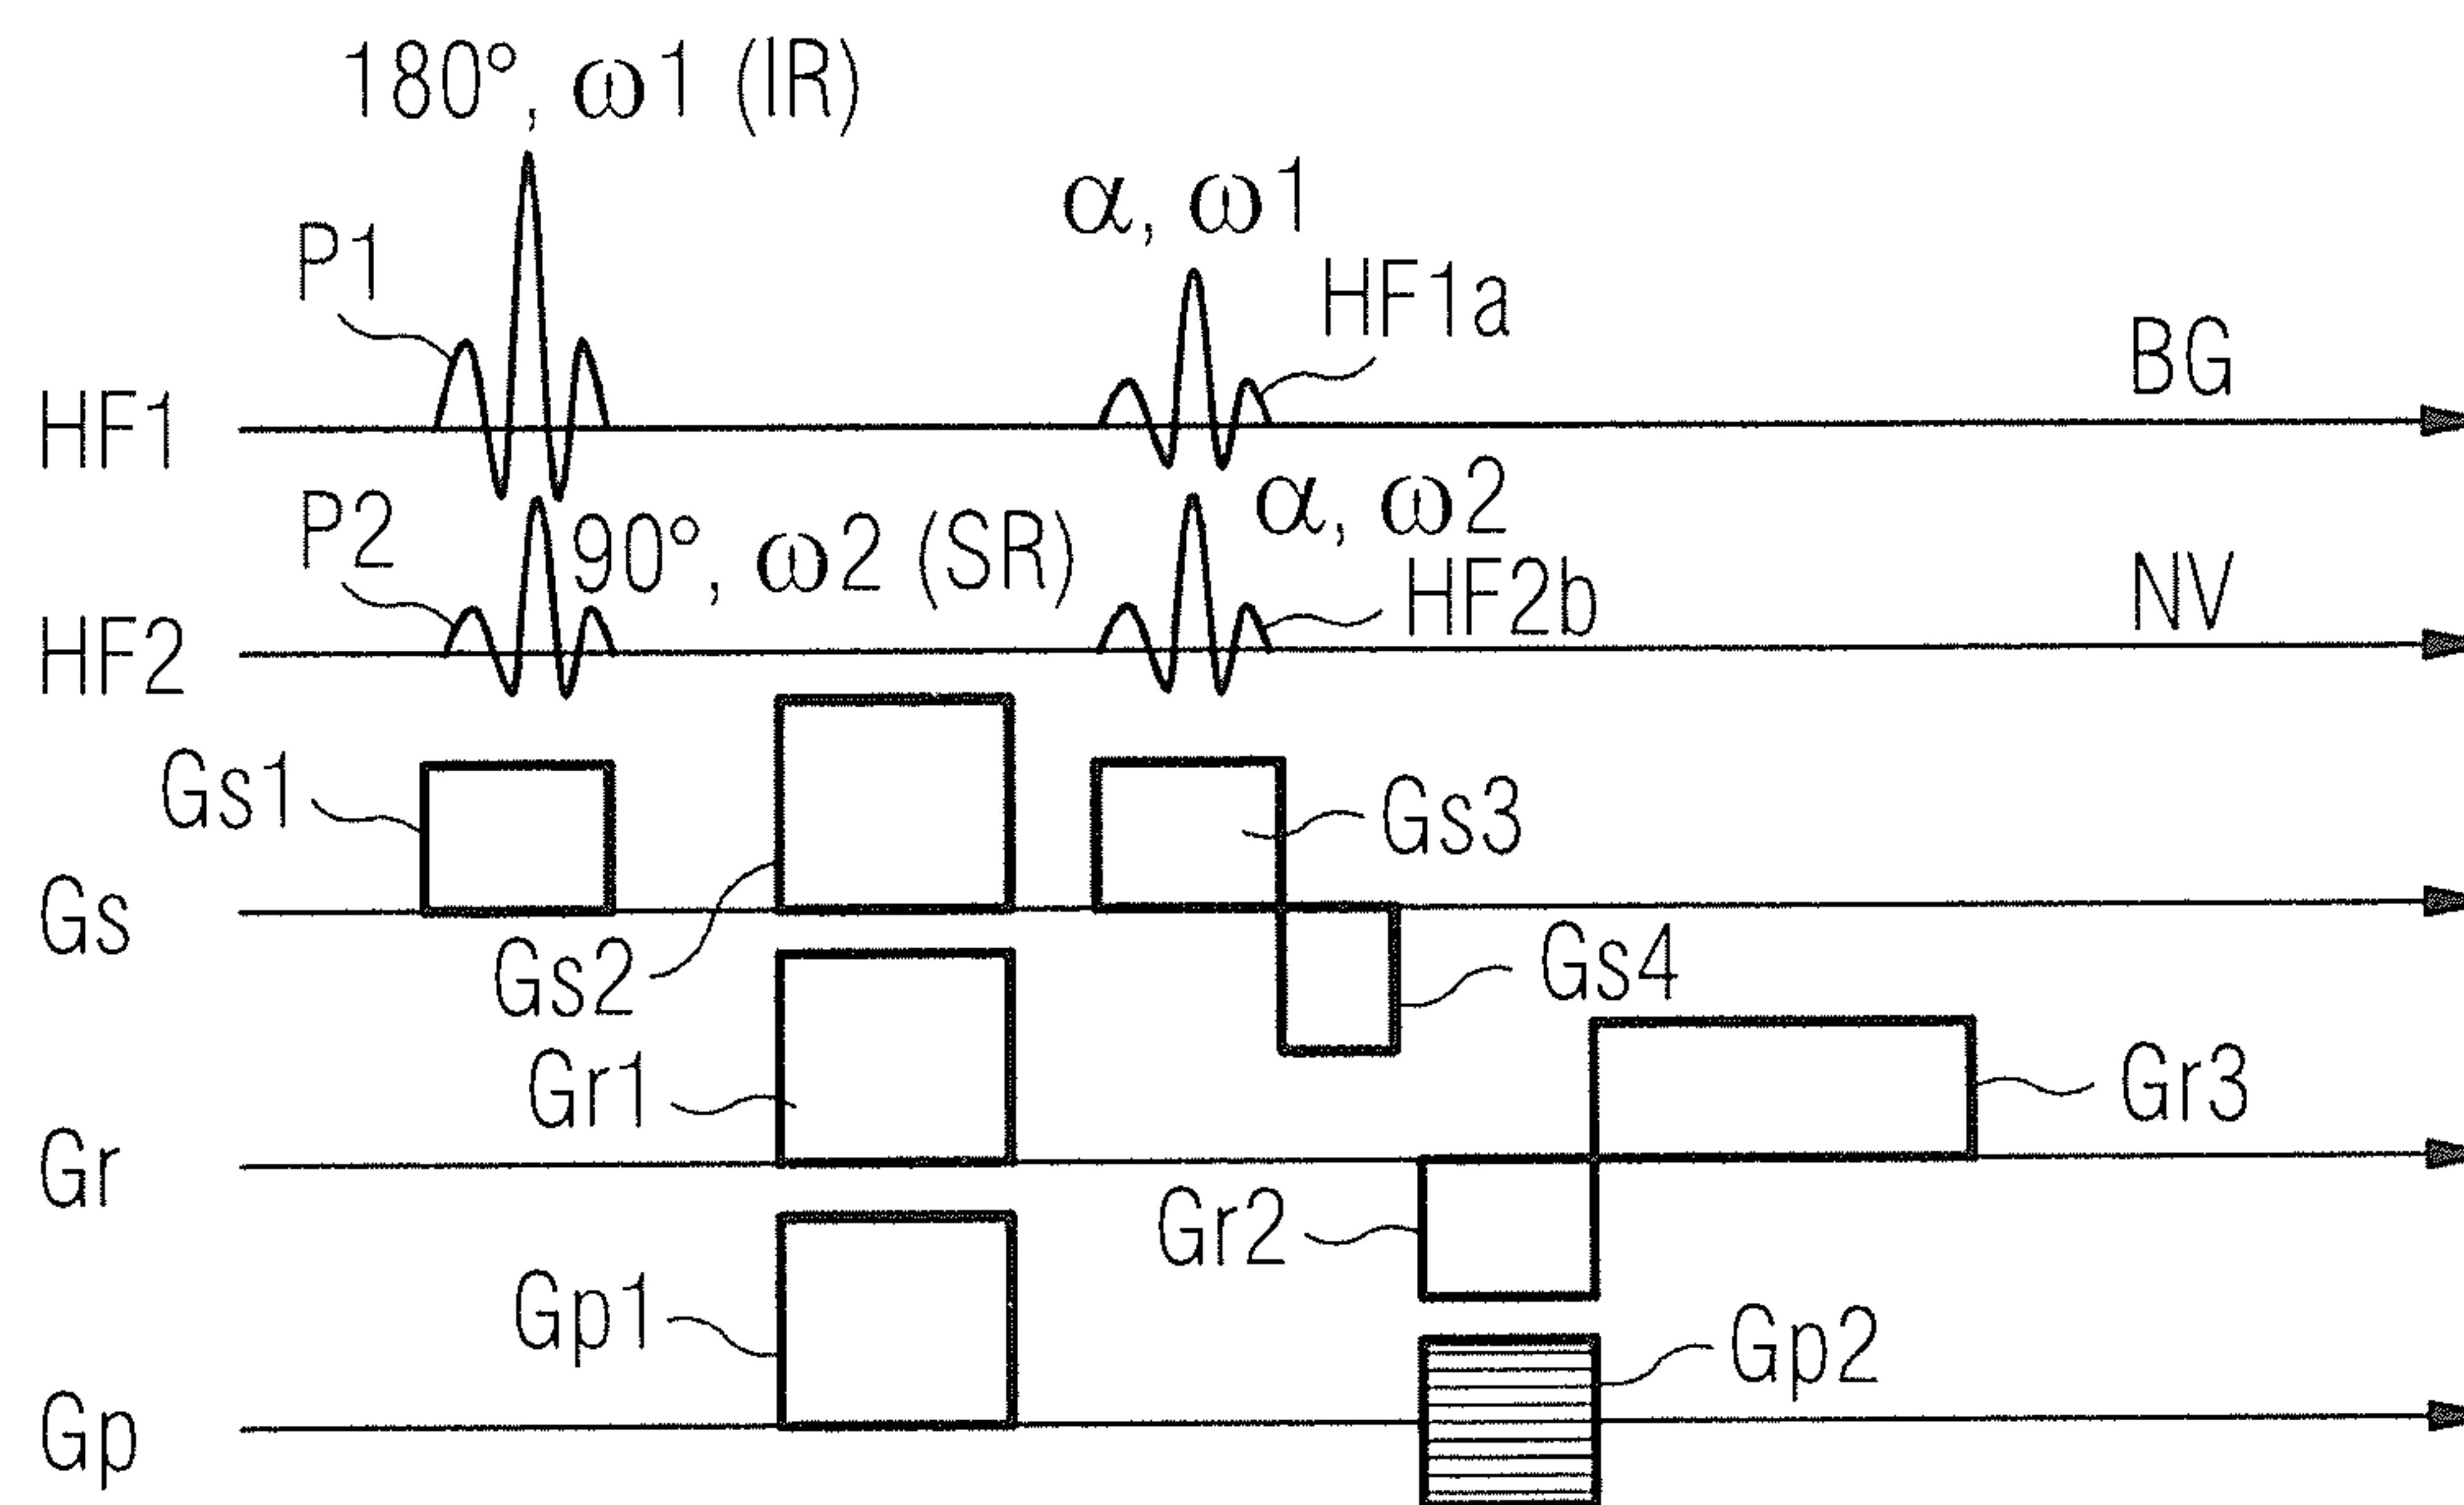 180°, ω1 (IR)
α, ω1
P1
HF1a
BG
HF1
α, ω2
P2
90°, ω2 (SR)
HF2b
NV
HF2
Gs1
Gs3
Gs
Gs2
Gs4
Gr1
Gr3
Gr
Gr2
Gp1
Gp2
Gp